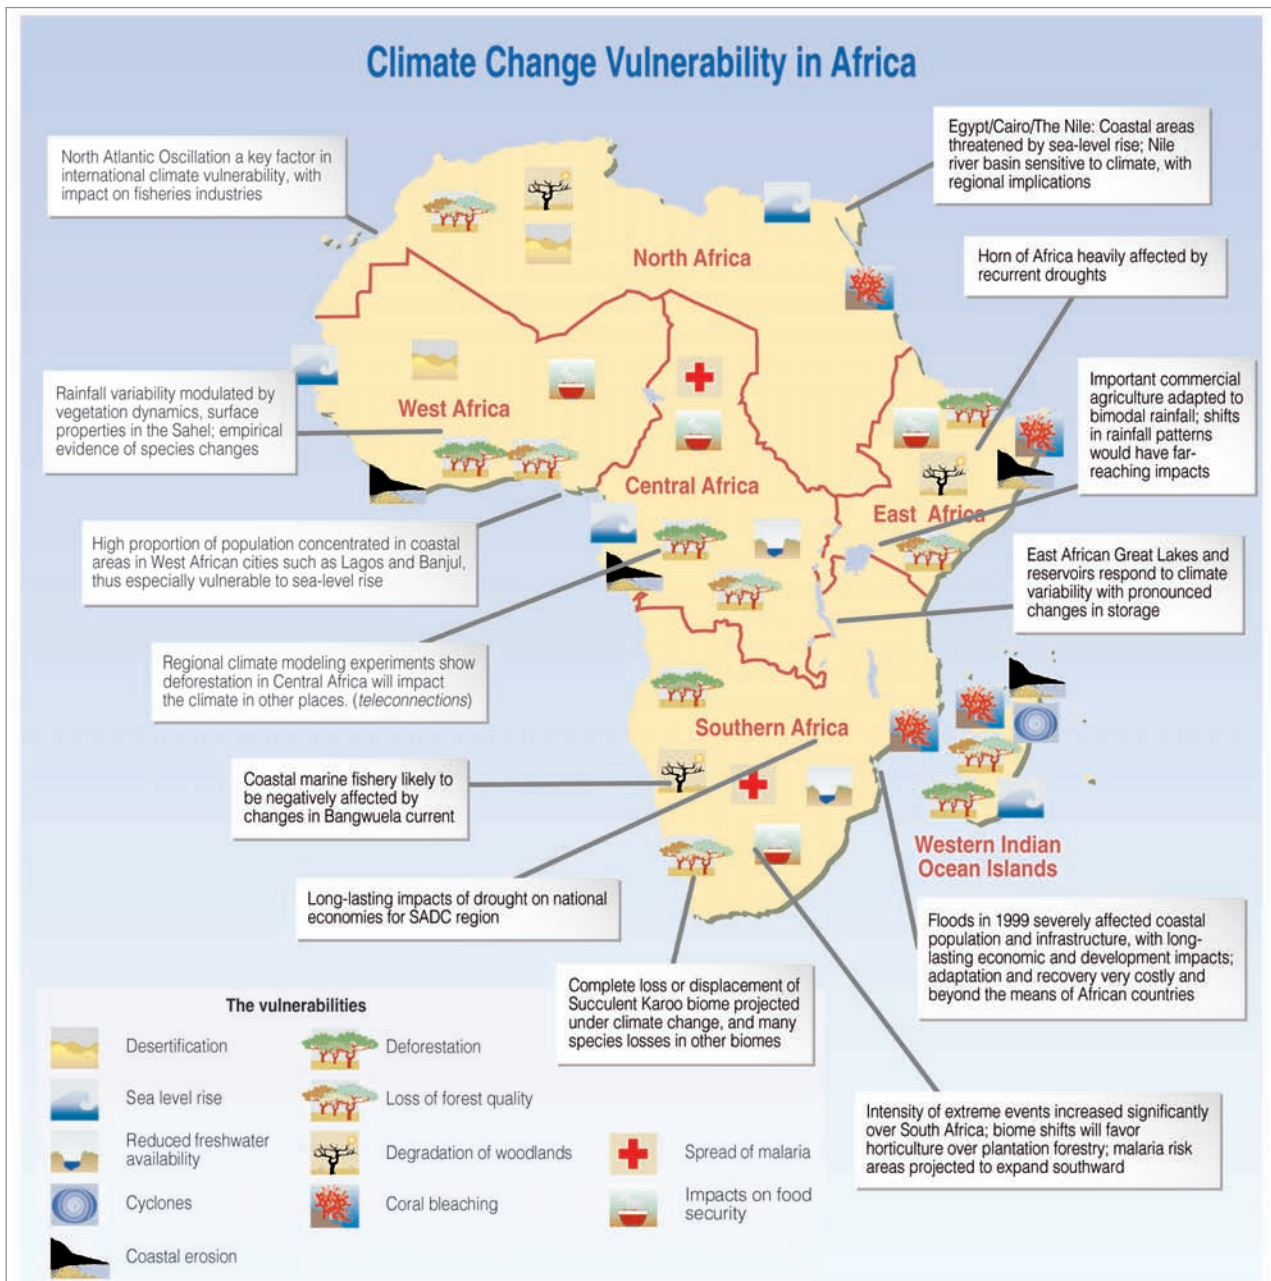 Climate Change Vulnerability in Africa
North Atlantic Oscillation a key factor in
international climate vulnerability, with
impact on fisheries industries
Egypt/Cairo/The Nile: Coastal areas
threatened by sea-level rise; Nile
river basin sensitive to climate, with
regional implications
North Africa
Horn of Africa heavily affected by
recurrent droughts
Rainfall variability modulated by
vegetation dynamics, surface
properties in the Sahel; empirical
evidence of species changes
West Africa
Important commercial
agriculture adapted to
bimodal rainfall; shifts
in rainfall patterns
would have far-
reaching impacts
Central Africa
East Africa
High proportion of population concentrated in coastal
areas in West African cities such as Lagos and Banjul,
thus especially vulnerable to sea-level rise
East African Great Lakes and
reservoirs respond to climate
variability with pronounced
changes in storage
Regional climate modeling experiments show
deforestation in Central Africa will impact
the climate in other places. (teleconnections)
Southern Africa
Coastal marine fishery likely to
be negatively affected by
changes in Bangwuela current
Western Indian
Ocean Islands
Long-lasting impacts of drought on national
economies for SADC region
Floods in 1999 severely affected coastal
population and infrastructure, with long-
lasting economic and development impacts;
adaptation and recovery very costly and
beyond the means of African countries
Complete loss or displacement of
Succulent Karoo biome projected
under climate change, and many
species losses in other biomes
Intensity of extreme events increased significantly
over South Africa; biome shifts will favor
horticulture over plantation forestry; malaria risk
areas projected to expand southward
The vulnerabilities
Desertification
Sea level rise
Reduced freshwater
availability
Cyclones
Coastal erosion
Deforestation
Loss of forest quality
Degradation of woodlands
Coral bleaching
Spread of malaria
Impacts on food
security